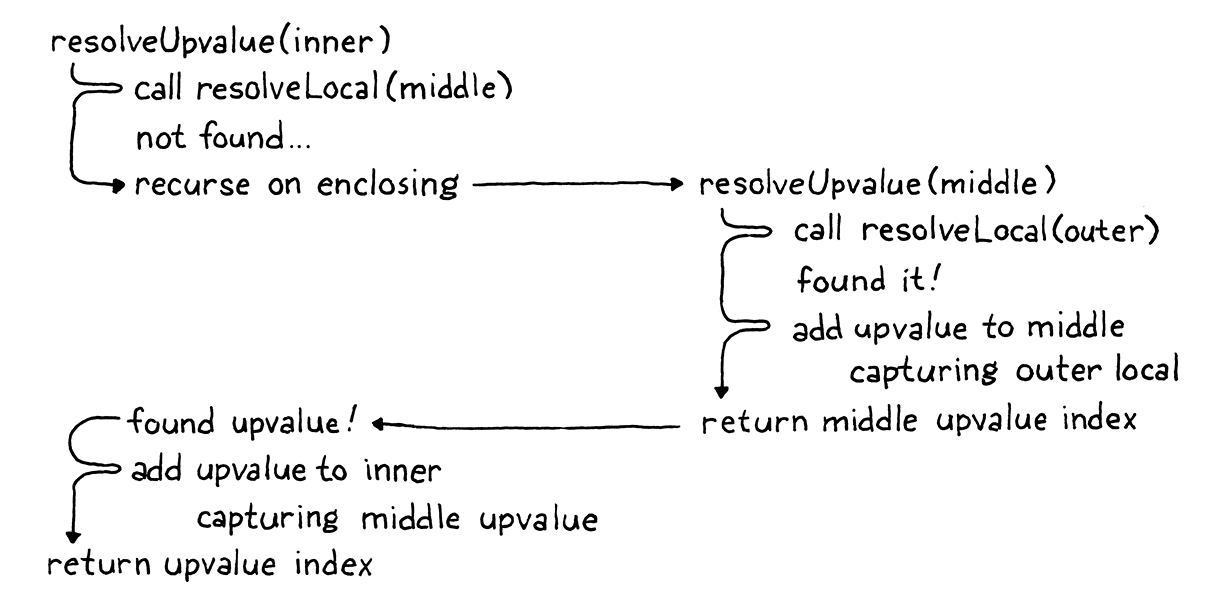 resolveUpvalue(inner)
call resolveLocal(middle)
not found...
recurse on enclosing
resolveUpvalue(middle)
call resolveLocal(outer)
found it!
add upvalue to middle
capturing outer local
return middle upvalue index
found upvalue!
add upvalue to inner
capturing middle upvalue
return upvalue index